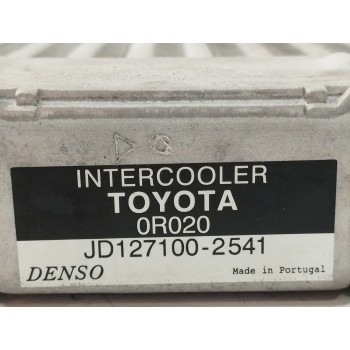 INTERCOOLER
TOYOTA
0R020
JD127100-2541
DENSO Made in Portugal